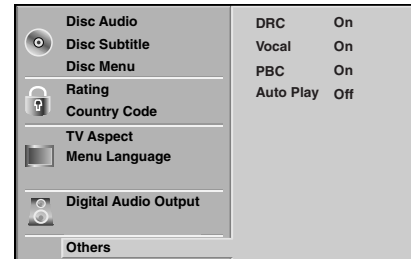 Disc Audio
Disc Subtitle
Disc Menu
Rating
Country Code
TV Aspect
Menu Language
Digital Audio Output
Others
DRC On
Vocal On
PBC On
Auto Play Off